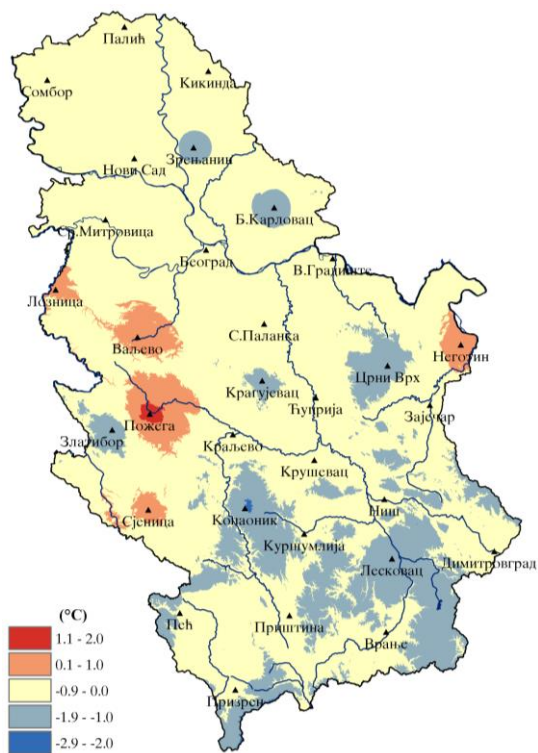 Палић
Кикинда
Сомбор
Зрењанин
Нови Сад
Б.Карловац
Ср.Митровица
Београд
В.Градиште
Лозница
С.Паланка
Ваљево
Неготин
Црни Врх
Крагујевац
Ћуприја
Зајечар
Пожега
Златибор
Краљево
Крушевац
Ниш
Сјеница
Копаоник
Куршумлија
Димитровград
Лесковац
Пећ
Приштина
Врање
Призрен
(°C)
1.1 - 2.0
0.1 - 1.0
-0.9 - 0.0
-1.9 - -1.0
-2.9 - -2.0